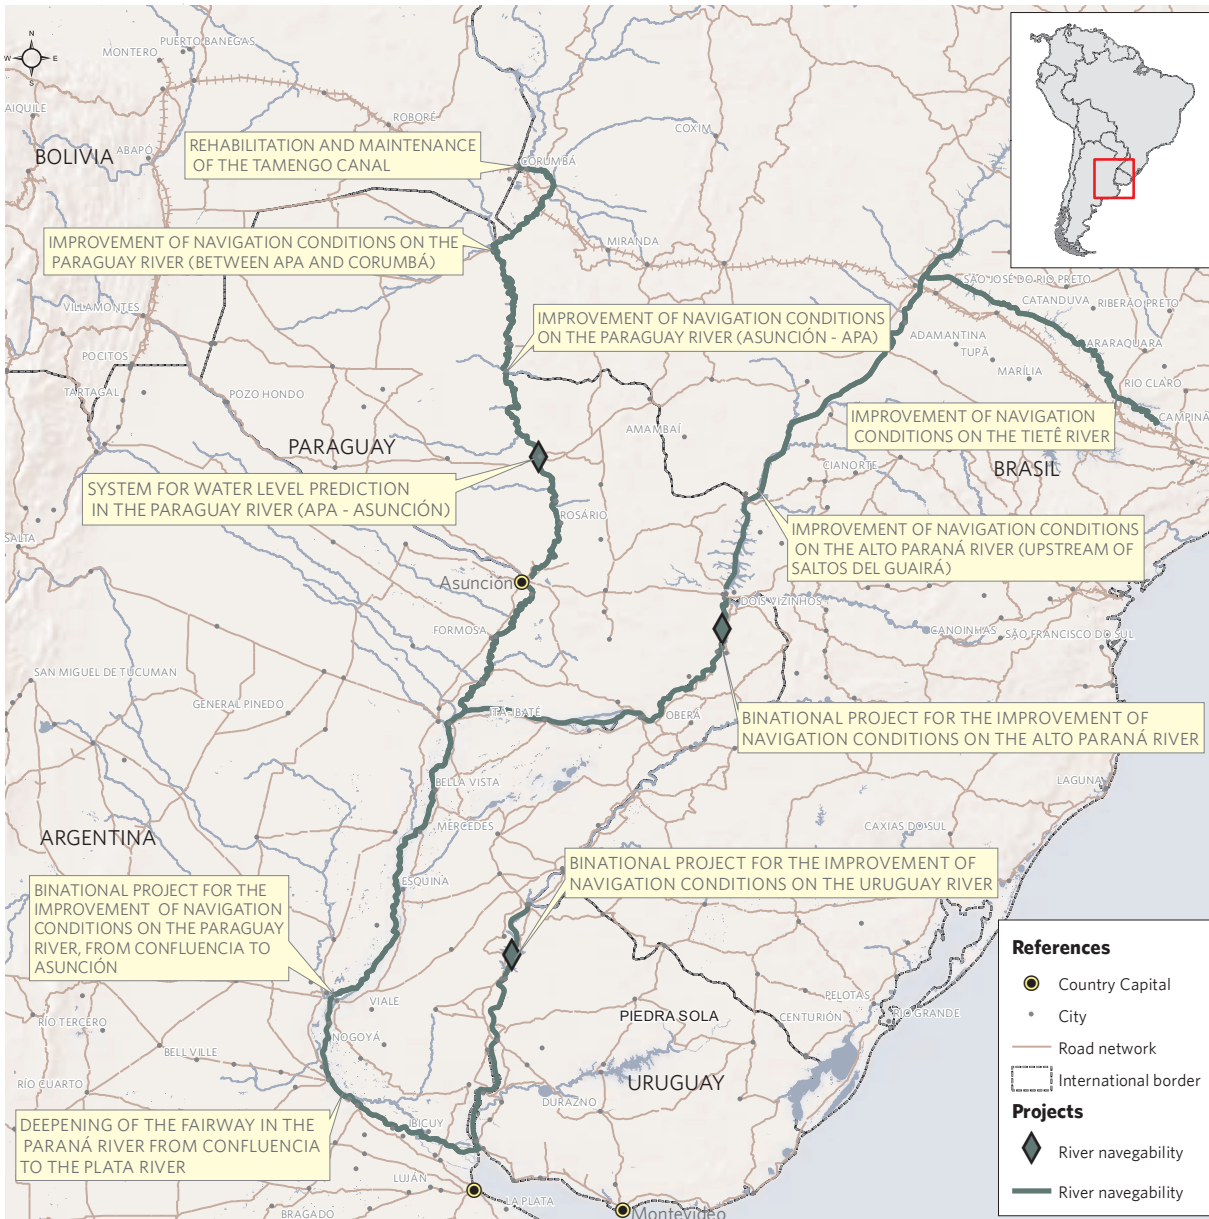 N
W
E
S
PUERTO BANEGAS
MONTERO
AIQUILE
ROBORÉ
COXIM
BOLIVIA
ABAPÓ
REHABILITATION AND MAINTENANCE
OF THE TAMENGO CANAL
CORUMBÁ
IMPROVEMENT OF NAVIGATION CONDITIONS ON THE
PARAGUAY RIVER (BETWEEN APA AND CORUMBÁ)
MIRANDA
SÃO JOSÉ DO RIO PRETO
CATANDUVA
RIBERÃO PRETO
VILLAMONTES
IMPROVEMENT OF NAVIGATION CONDITIONS
ON THE PARAGUAY RIVER (ASUNCIÓN - APA)
ADAMANTINA
TUPÃ
ARARAQUARA
MARÍLIA
RIO CLARO
POCITOS
TARTAGAL
POZO HONDO
CAMPINA
IMPROVEMENT OF NAVIGATION
CONDITIONS ON THE TIETÊ RIVER
AMAMBAÍ
PARAGUAY
CIANORTE
BRASIL
SYSTEM FOR WATER LEVEL PREDICTION
IN THE PARAGUAY RIVER (APA - ASUNCIÓN)
ROSÁRIO
SALTA
IMPROVEMENT OF NAVIGATION CONDITIONS
ON THE ALTO PARANÁ RIVER (UPSTREAM OF
SALTOS DEL GUAIRÁ)
Asunción
DOIS VIZINHOS
FORMOSA
CANOINHAS
SÃO FRANCISCO DO SUL
SAN MIGUEL DE TUCUMAN
GENERAL PINEDO
ITÁ-IBATÉ
OBERÁ
BINATIONAL PROJECT FOR THE IMPROVEMENT OF
NAVIGATION CONDITIONS ON THE ALTO PARANÁ RIVER
BELLA VISTA
LAGUNA
MERCEDES
CAXIAS DO SUL
ARGENTINA
BINATIONAL PROJECT FOR THE IMPROVEMENT OF
NAVIGATION CONDITIONS ON THE URUGUAY RIVER
ESQUINA
BINATIONAL PROJECT FOR THE
IMPROVEMENT OF NAVIGATION
CONDITIONS ON THE PARAGUAY
RIVER, FROM CONFLUENCIA TO
ASUNCIÓN
VIALE
PELOTAS
RIO GRANDE
CENTURIÓN
PIEDRA SOLA
RÍO TERCERO
NOGOYÁ
BELL VILLE
RÍO CUARTO
URUGUAY
DURAZNO
DEEPENING OF THE FAIRWAY IN THE
PARANÁ RIVER FROM CONFLUENCIA
TO THE PLATA RIVER
IBICUY
LUJÁN
LA PLATA
BRAGADO
Montevideo
References
Country Capital
City
Road network
International border
Projects
River navegability
River navegability